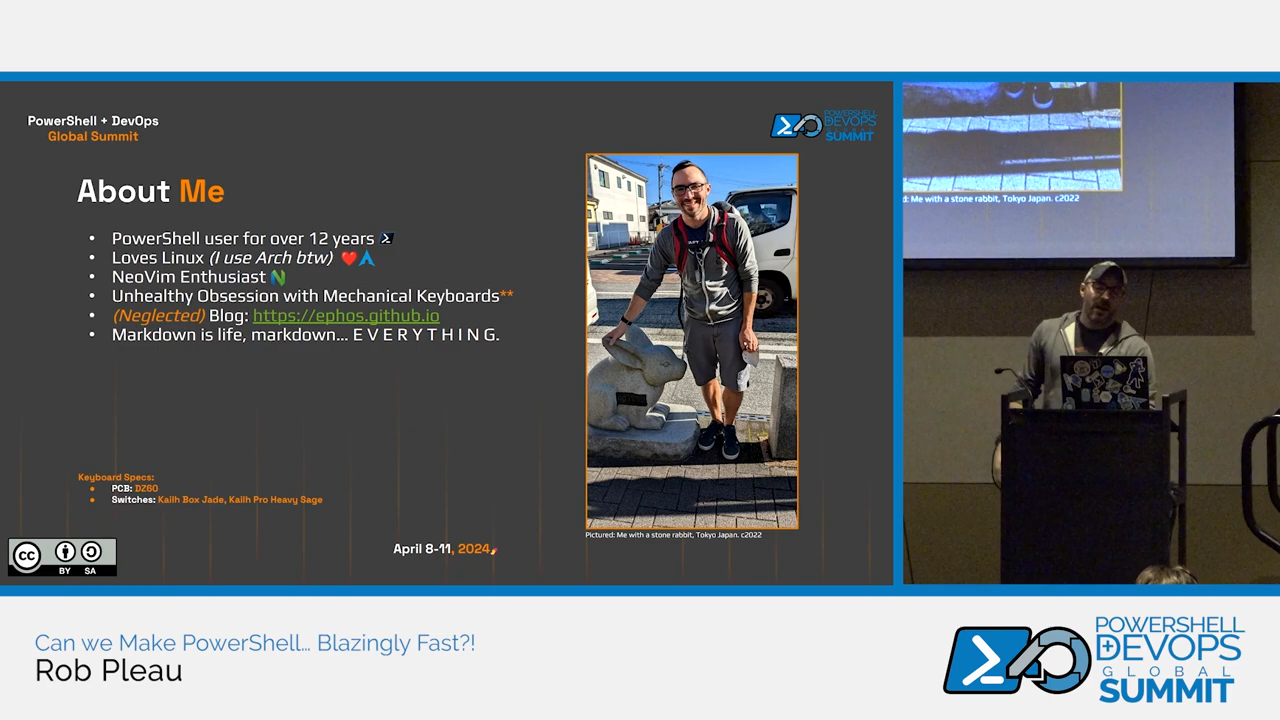 PowerShell + DevOps
Global Summit
POWERSHELL
DEVOPS
SUMMIT
About Me
• PowerShell user for over 12 years
• Loves Linux (I use Arch btw) ❤️
• NeoVim Enthusiast
• Unhealthy Obsession with Mechanical Keyboards**
• (Neglected) Blog: https://ephos.github.io
• Markdown is life, markdown... E V E R Y T H I N G.
Keyboard Specs:
• PCB: DZ60
• Switches: Kailh Box Jade, Kailh Pro Heavy Sage
Pictured: Me with a stone rabbit, Tokyo Japan. c2022
April 8-11, 2024
cc
BY SA
d: Me with a stone rabbit, Tokyo Japan. c2022
Can we Make PowerShell... Blazingly Fast?!
Rob Pleau
POWERSHELL
DEVOPS
GLOBAL
SUMMIT